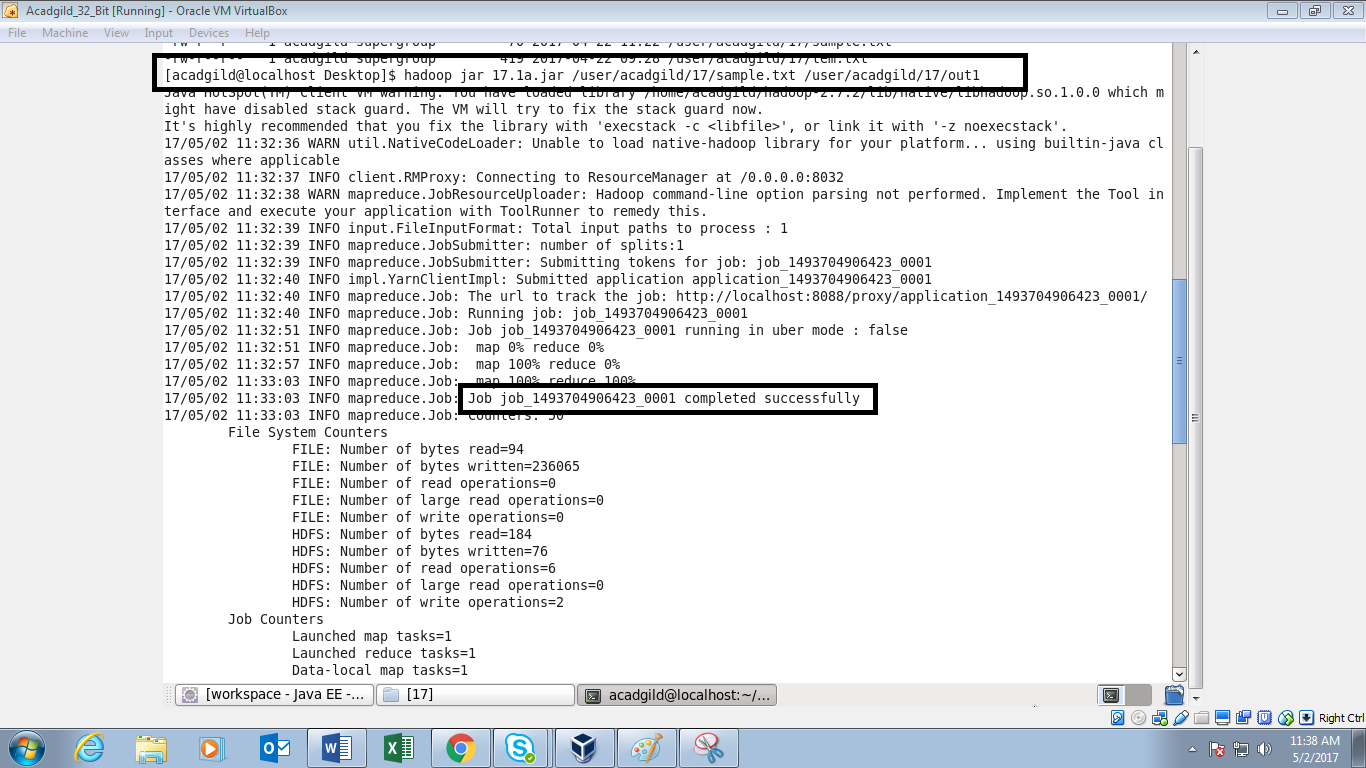 Acadgild_32_Bit [Running] - Oracle VM VirtualBox
File Machine View Input Devices Help
-rw-r--r-- 1 acadgild supergroup 76 2017-04-22 11:22 /user/acadgild/17/sample.txt
-rw-r--r-- 1 acadgild supergroup 419 2017-04-22 09:28 /user/acadgild/17/tem.txt
[acadgild@localhost Desktop]$ hadoop jar 17.1a.jar /user/acadgild/17/sample.txt /user/acadgild/17/out1
Java HotSpot(TM) Client VM warning: You have loaded library /home/acadgild/hadoop-2.7.2/lib/native/libhadoop.so.1.0.0 which m
ight have disabled stack guard. The VM will try to fix the stack guard now.
It's highly recommended that you fix the library with 'execstack -c <libfile>', or link it with '-z noexecstack'.
17/05/02 11:32:36 WARN util.NativeCodeLoader: Unable to load native-hadoop library for your platform... using builtin-java cl
asses where applicable
17/05/02 11:32:37 INFO client.RMProxy: Connecting to ResourceManager at /0.0.0.0:8032
17/05/02 11:32:38 WARN mapreduce.JobResourceUploader: Hadoop command-line option parsing not performed. Implement the Tool in
terface and execute your application with ToolRunner to remedy this.
17/05/02 11:32:39 INFO input.FileInputFormat: Total input paths to process : 1
17/05/02 11:32:39 INFO mapreduce.JobSubmitter: number of splits:1
17/05/02 11:32:39 INFO mapreduce.JobSubmitter: Submitting tokens for job: job_1493704906423_0001
17/05/02 11:32:40 INFO impl.YarnClientImpl: Submitted application application_1493704906423_0001
17/05/02 11:32:40 INFO mapreduce.Job: The url to track the job: http://localhost:8088/proxy/application_1493704906423_0001/
17/05/02 11:32:40 INFO mapreduce.Job: Running job: job_1493704906423_0001
17/05/02 11:32:51 INFO mapreduce.Job: Job job_1493704906423_0001 running in uber mode : false
17/05/02 11:32:51 INFO mapreduce.Job: map 0% reduce 0%
17/05/02 11:32:57 INFO mapreduce.Job: map 100% reduce 0%
17/05/02 11:33:03 INFO mapreduce.Job: map 100% reduce 100%
17/05/02 11:33:03 INFO mapreduce.Job: Job job_1493704906423_0001 completed successfully
17/05/02 11:33:03 INFO mapreduce.Job: Counters: 50
File System Counters
FILE: Number of bytes read=94
FILE: Number of bytes written=236065
FILE: Number of read operations=0
FILE: Number of large read operations=0
FILE: Number of write operations=0
HDFS: Number of bytes read=184
HDFS: Number of bytes written=76
HDFS: Number of read operations=6
HDFS: Number of large read operations=0
HDFS: Number of write operations=2
Job Counters
Launched map tasks=1
Launched reduce tasks=1
Data-local map tasks=1
[workspace - Java EE -... [17] acadgild@localhost:~/...
Right Ctrl
11:38 AM
5/2/2017